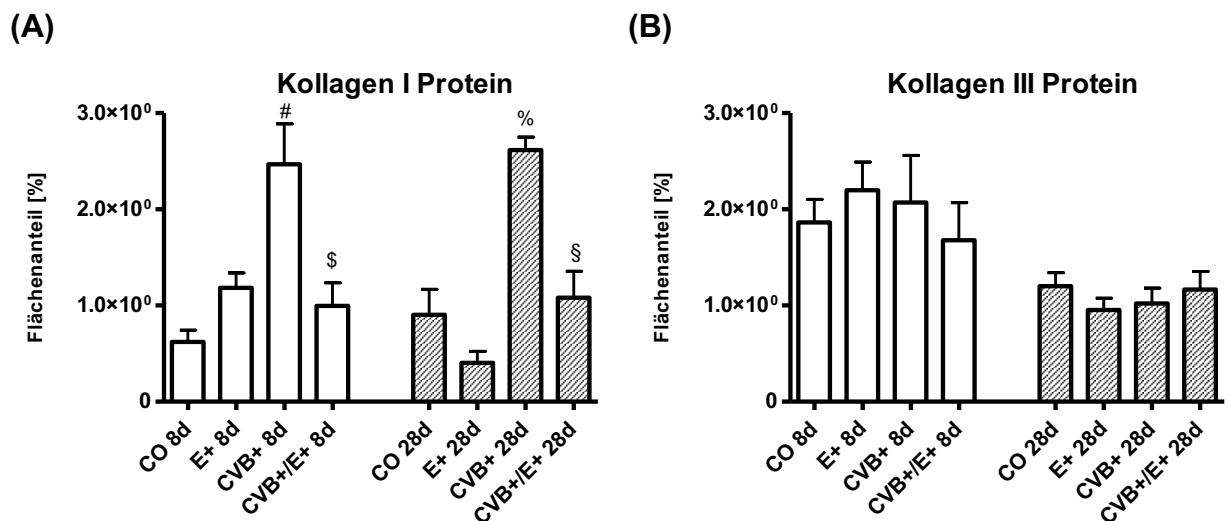 (A)
Kollagen I Protein
Flächenanteil [%]
3.0×10⁰
2.0×10⁰
1.0×10⁰
0
#
$
%
§
CO 8d
E+ 8d
CVB+ 8d
CVB+/E+ 8d
CO 28d
E+ 28d
CVB+ 28d
CVB+/E+ 28d
(B)
Kollagen III Protein
Flächenanteil [%]
3.0×10⁰
2.0×10⁰
1.0×10⁰
0
CO 8d
E+ 8d
CVB+ 8d
CVB+/E+ 8d
CO 28d
E+ 28d
CVB+ 28d
CVB+/E+ 28d